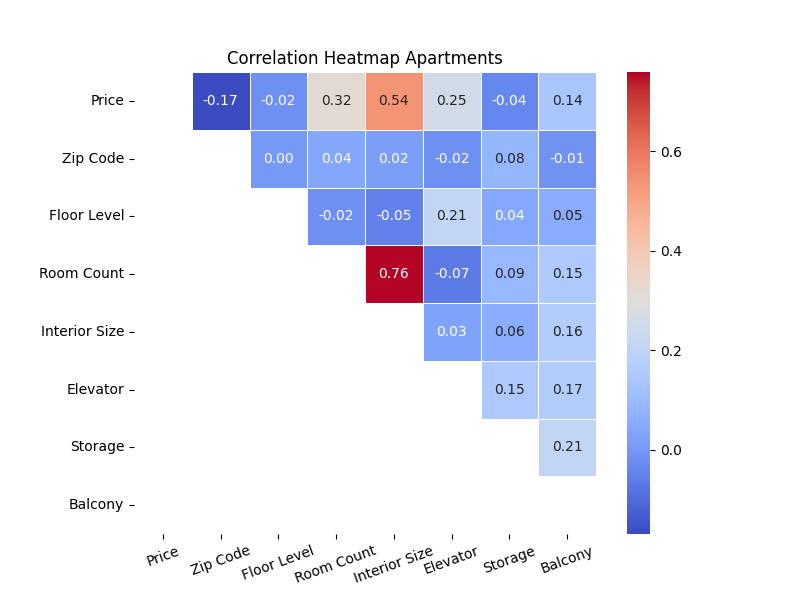 Correlation Heatmap Apartments
Price -0.17 -0.02 0.32 0.54 0.25 -0.04 0.14
Zip Code 0.00 0.04 0.02 -0.02 0.08 -0.01
Floor Level -0.02 -0.05 0.21 0.04 0.05
Room Count 0.76 -0.07 0.09 0.15
Interior Size 0.03 0.06 0.16
Elevator 0.15 0.17
Storage 0.21
Balcony
Price Zip Code Floor Level Room Count Interior Size Elevator Storage Balcony
0.6
0.4
0.2
0.0